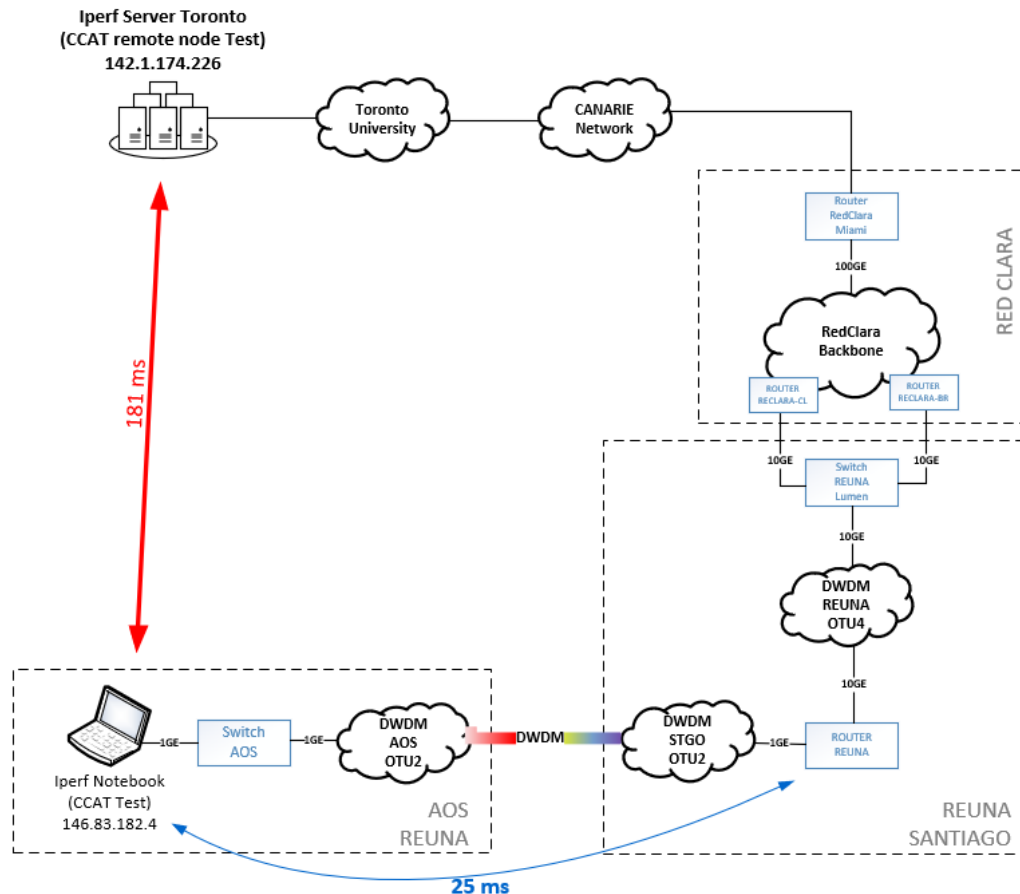 Iperf Server Toronto
(CCAT remote node Test)
142.1.174.226
Toronto
University
CANARIE
Network
Router
RedClara
Miami
100GE
RED CLARA
RedClara
Backbone
ROUTER
RECLARA-CL
ROUTER
RECLARA-BR
181 ms
10GE
10GE
Switch
REUNA
Lumen
10GE
DWDM
REUNA
OTU4
10GE
1GE
Switch
AOS
1GE
DWDM
AOS
OTU2
DWDM
DWDM
STGO
OTU2
1GE
ROUTER
REUNA
Iperf Notebook
(CCAT Test)
146.83.182.4
AOS
REUNA
REUNA
SANTIAGO
25 ms